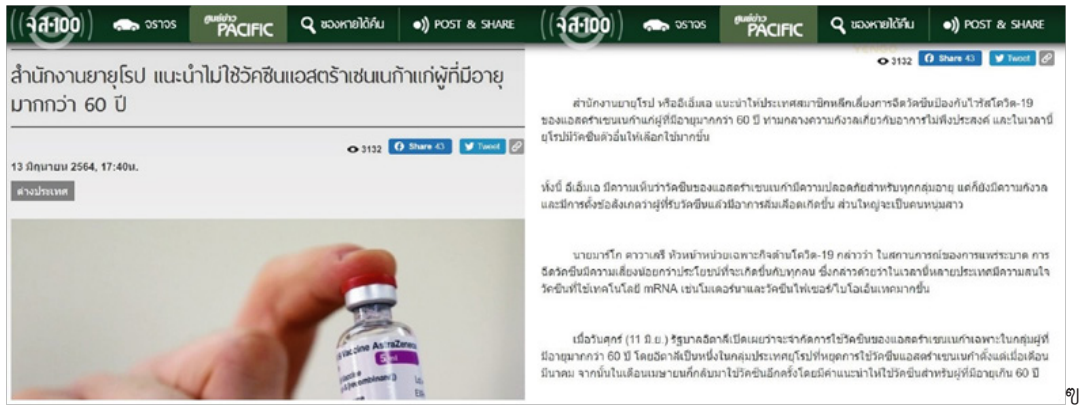 จส·100
จราจร
ศูนย์ข่าว
PACIFIC
ของหายได้คืน
POST & SHARE
สำนักงานยายุโรป แนะนำไม่ใช้วัคซีนแอสตร้าเซนเนก้าแก่ผู้ที่มีอายุ
มากกว่า 60 ปี
3132 Share 43 Tweet
13 มิถุนายน 2564, 17:40น.
ต่างประเทศ
Vaccine AstraZeneca
5 ml
จส·100
จราจร
ศูนย์ข่าว
PACIFIC
ของหายได้คืน
POST & SHARE
3132 Share 43 Tweet
สำนักงานยายุโรป หรืออีเอ็มเอ แนะนำให้ประเทศสมาชิกหลีกเลี่ยงการฉีดวัคซีนป้องกันไวรัสโควิด-19
ของแอสตร้าเซนเนก้าแก่ผู้ที่มีอายุมากกว่า 60 ปี ท่ามกลางความกังวลเกี่ยวกับอาการไม่พึงประสงค์ และในเวลานี้
ยุโรปมีวัคซีนตัวอื่นให้เลือกใช้มากขึ้น
ทั้งนี้ อีเอ็มเอ มีความเห็นว่าวัคซีนของแอสตร้าเซนเนก้ามีความปลอดภัยสำหรับทุกกลุ่มอายุ แต่ก็ยังมีความกังวล
และมีการตั้งข้อสังเกตว่าผู้ที่รับวัคซีนแล้วมีอาการลิ่มเลือดเกิดขึ้น ส่วนใหญ่จะเป็นคนหนุ่มสาว
นายมาร์โก คาวาเลรี หัวหน้าหน่วยเฉพาะกิจด้านโควิด-19 กล่าวว่า ในสถานการณ์ของการแพร่ระบาด การ
ฉีดวัคซีนมีความเสี่ยงน้อยกว่าประโยชน์ที่จะเกิดขึ้นกับทุกคน ซึ่งกล่าวด้วยว่าในเวลานี้หลายประเทศมีความสนใจ
วัคซีนที่ใช้เทคโนโลยี mRNA เช่นโมเดอร์นาและวัคซีนไฟเซอร์/ไบโอเอ็นเทคมากขึ้น
เมื่อวันศุกร์ (11 มิ.ย.) รัฐบาลอิตาลีเปิดเผยว่าจะจำกัดการใช้วัคซีนของแอสตร้าเซนเนก้าเฉพาะในกลุ่มผู้ที่
มีอายุมากกว่า 60 ปี โดยอิตาลีเป็นหนึ่งในกลุ่มประเทศยุโรปที่หยุดการใช้วัคซีนแอสตร้าเซนเนก้าตั้งแต่เมื่อเดือน
มีนาคม จากนั้นในเดือนเมษายนก็กลับมาใช้วัคซีนอีกครั้งโดยมีคำแนะนำให้ใช้วัคซีนสำหรับผู้ที่มีอายุเกิน 60 ปี
ข